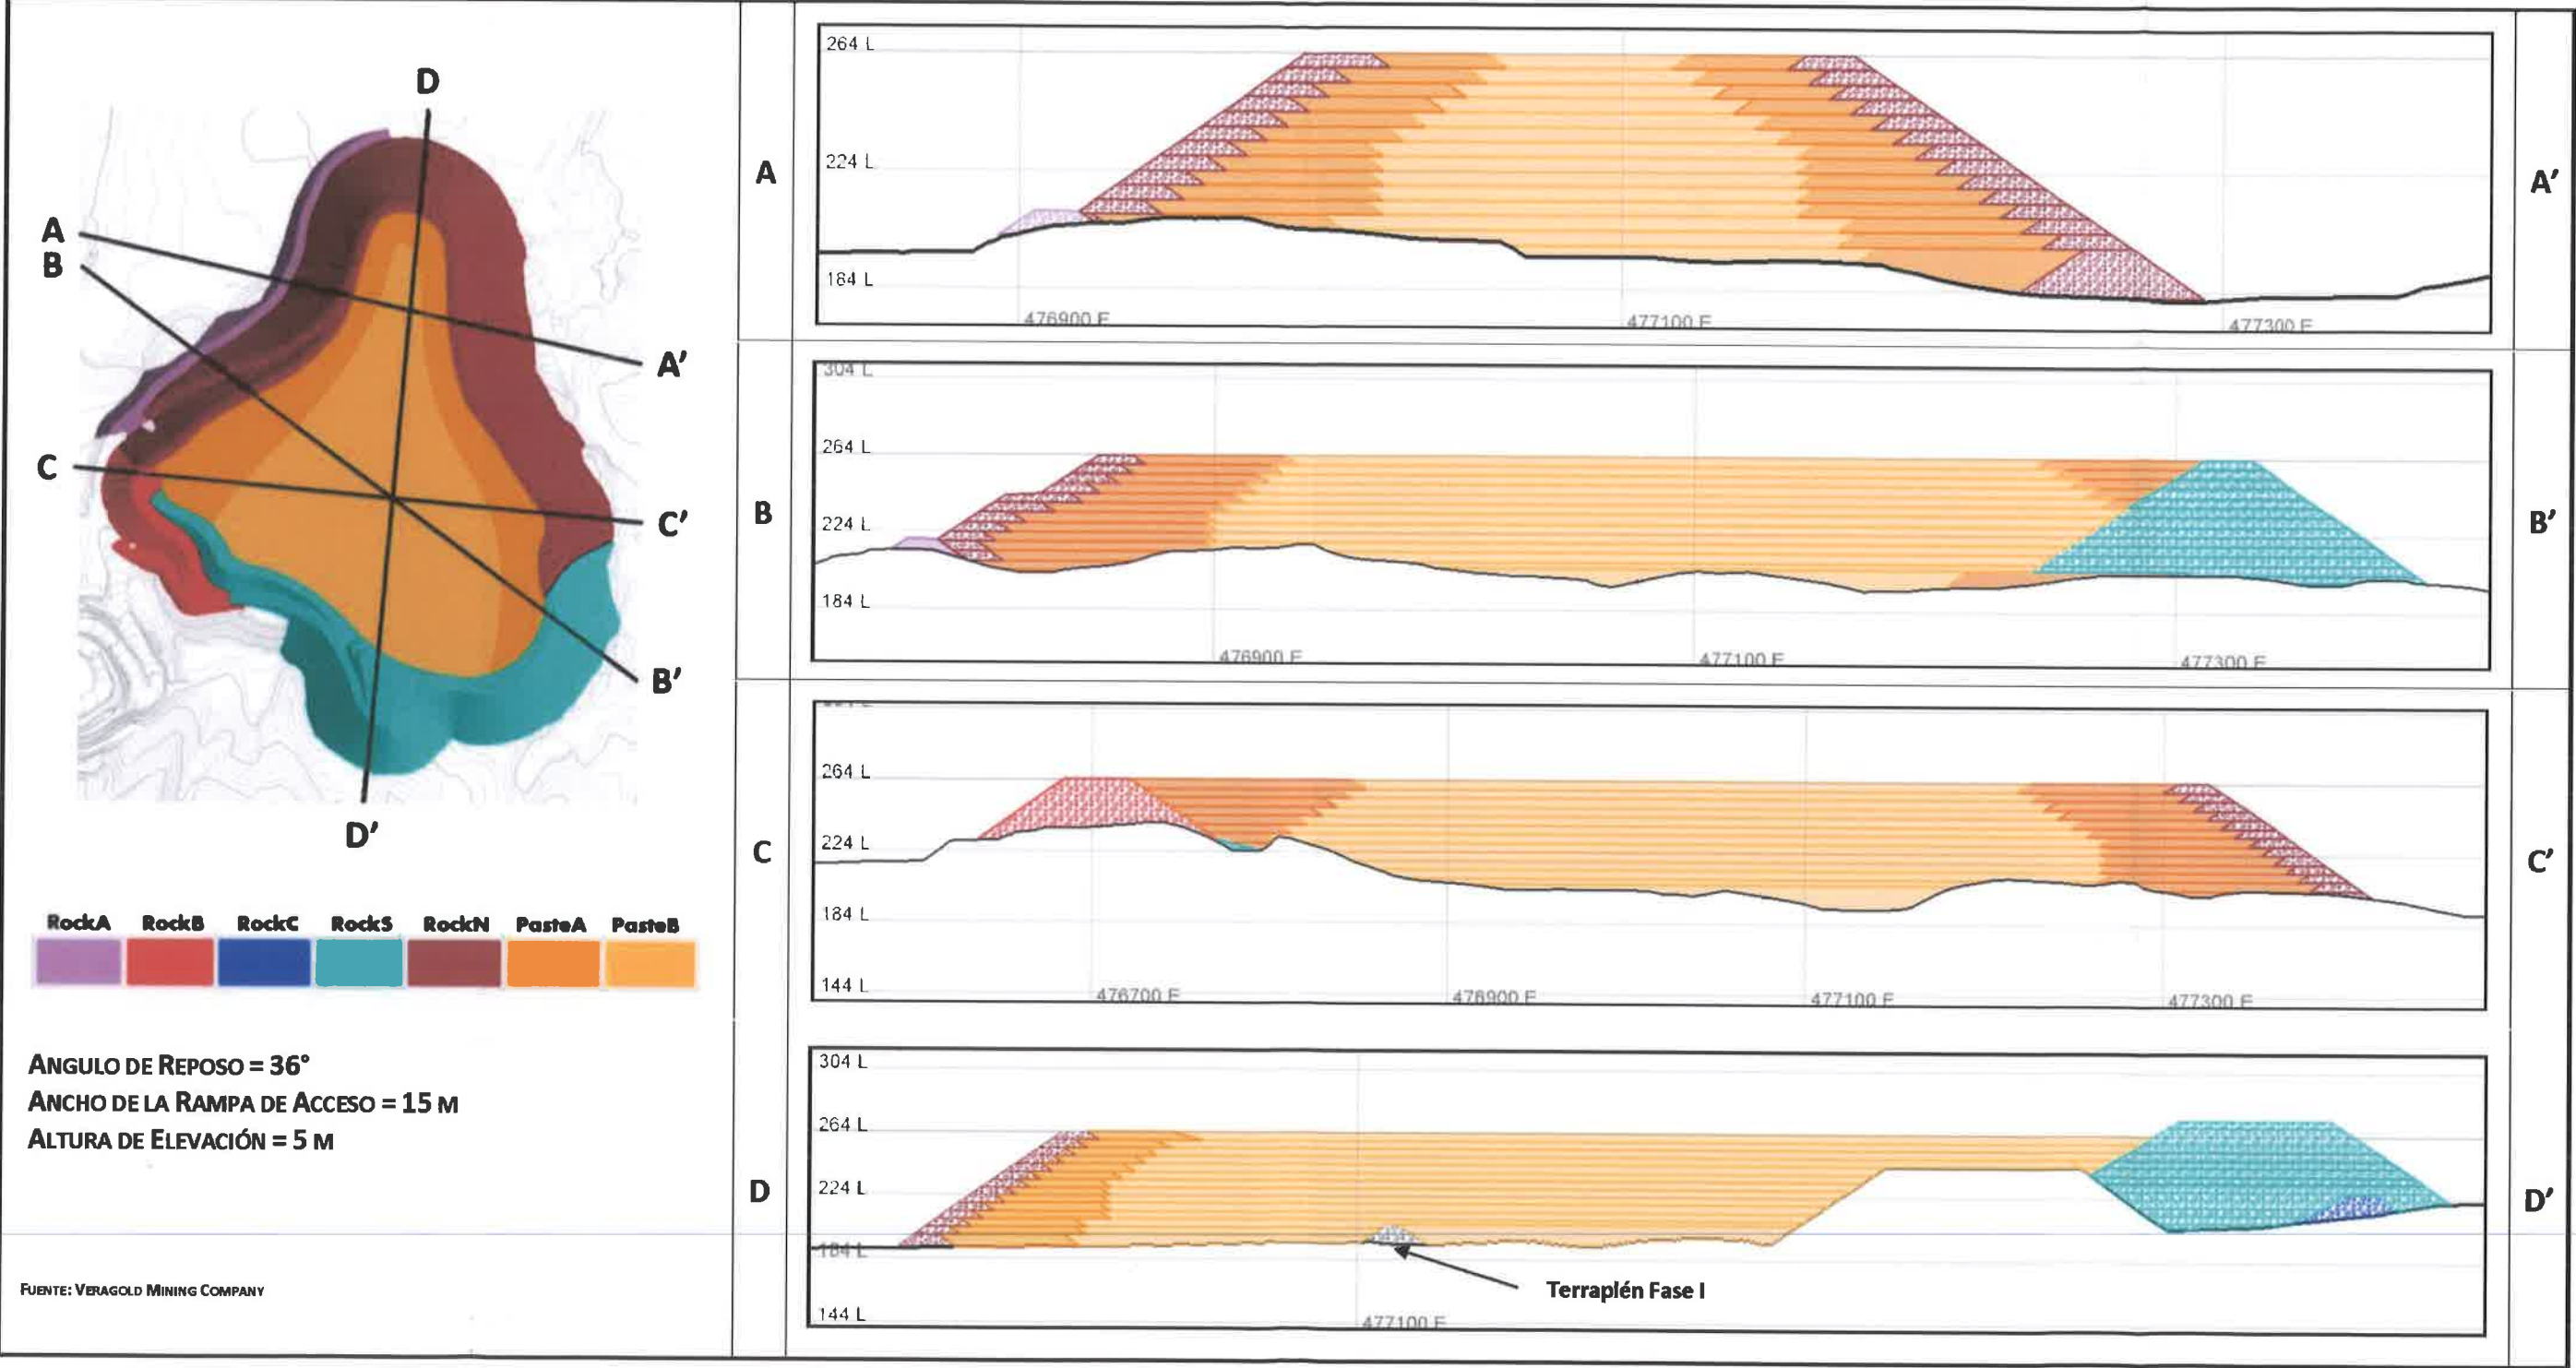 D
A
B
A'
C
C'
B'
D'
RockA RockB RockC RockS RockN PasteA PasteB
ANGULO DE REPOSO = 36°
ANCHO DE LA RAMPA DE ACCESO = 15 M
ALTURA DE ELEVACIÓN = 5 M
FUENTE: VERAGOLD MINING COMPANY
A
264 L
224 L
184 L
476900 E
477100 E
477300 E
A'
B
304 L
264 L
224 L
184 L
476900 E
477100 E
477300 E
B'
C
264 L
224 L
184 L
144 L
476700 E
476900 E
477100 E
477300 E
C'
D
304 L
264 L
224 L
184 L
144 L
477100 E
Terraplén Fase I
D'